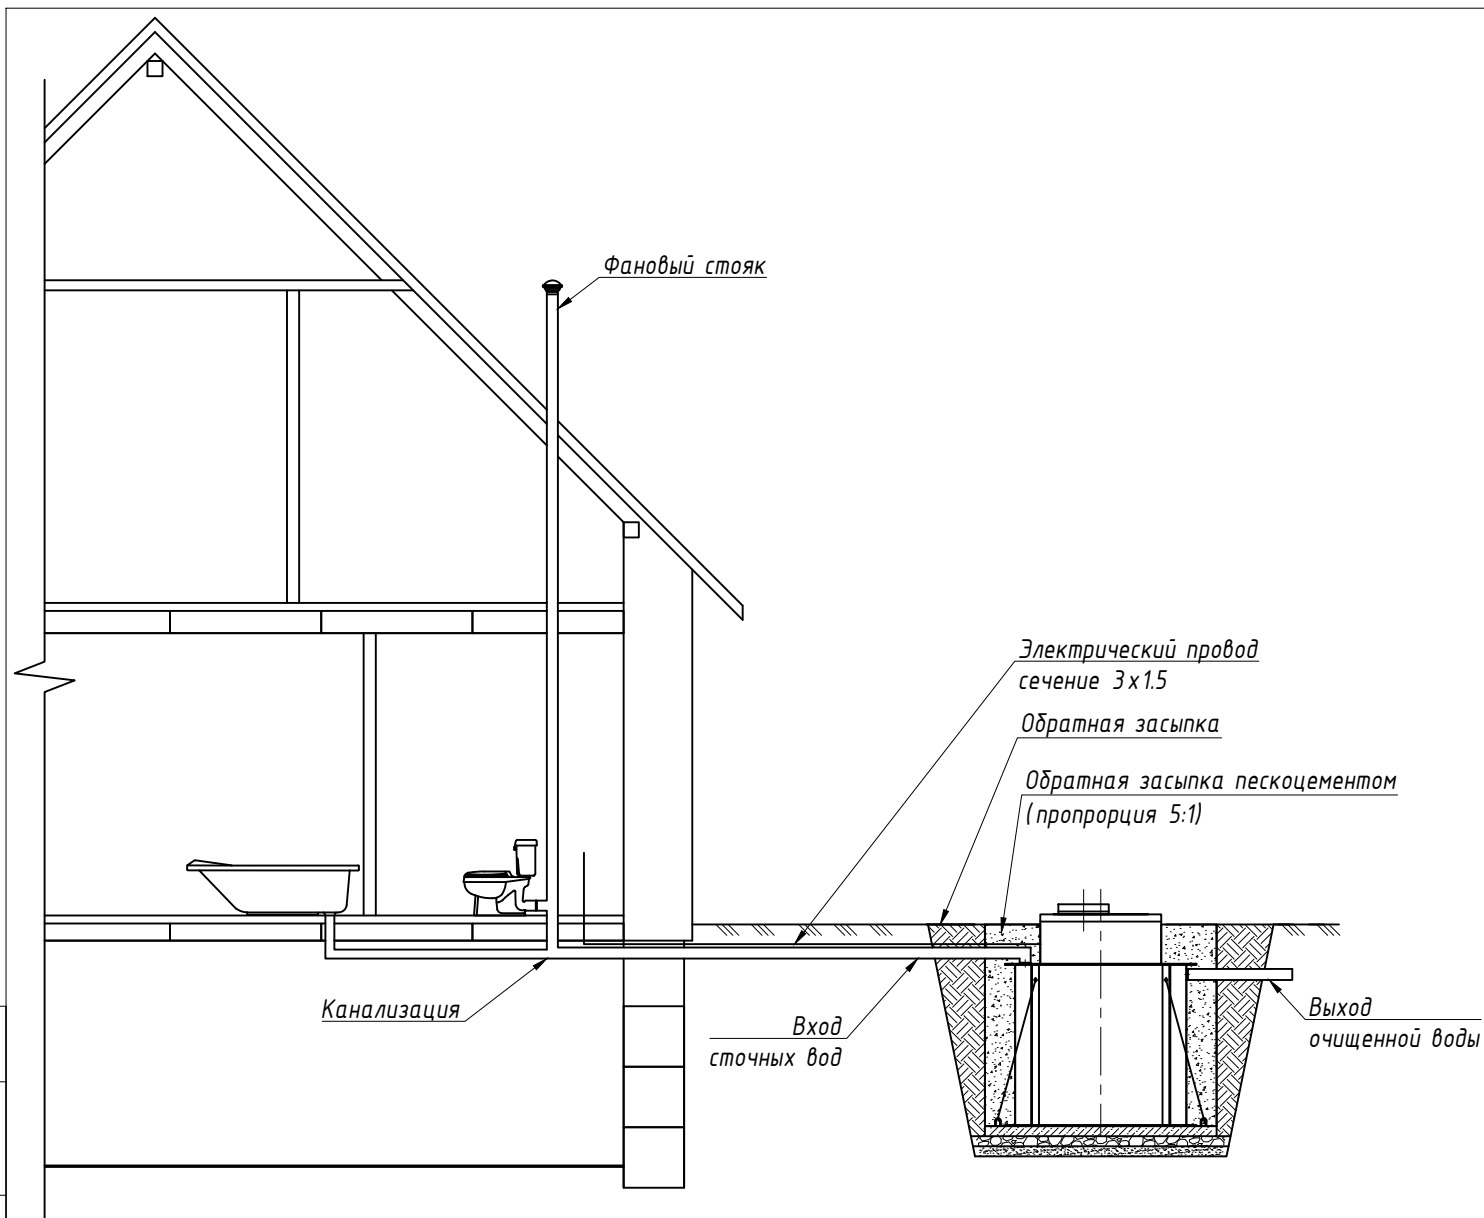 Фановый стояк
Электрический провод
сечение 3х1.5
Обратная засыпка
Обратная засыпка пескоцементом
(пропрорция 5:1)
Канализация
Вход
сточных вод
Выход
очищенной воды